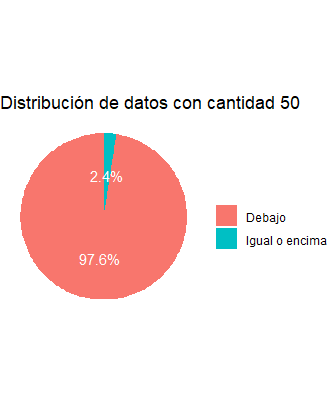 Distribución de datos con cantidad 50
2.4%
97.6%
Debajo
Igual o encima